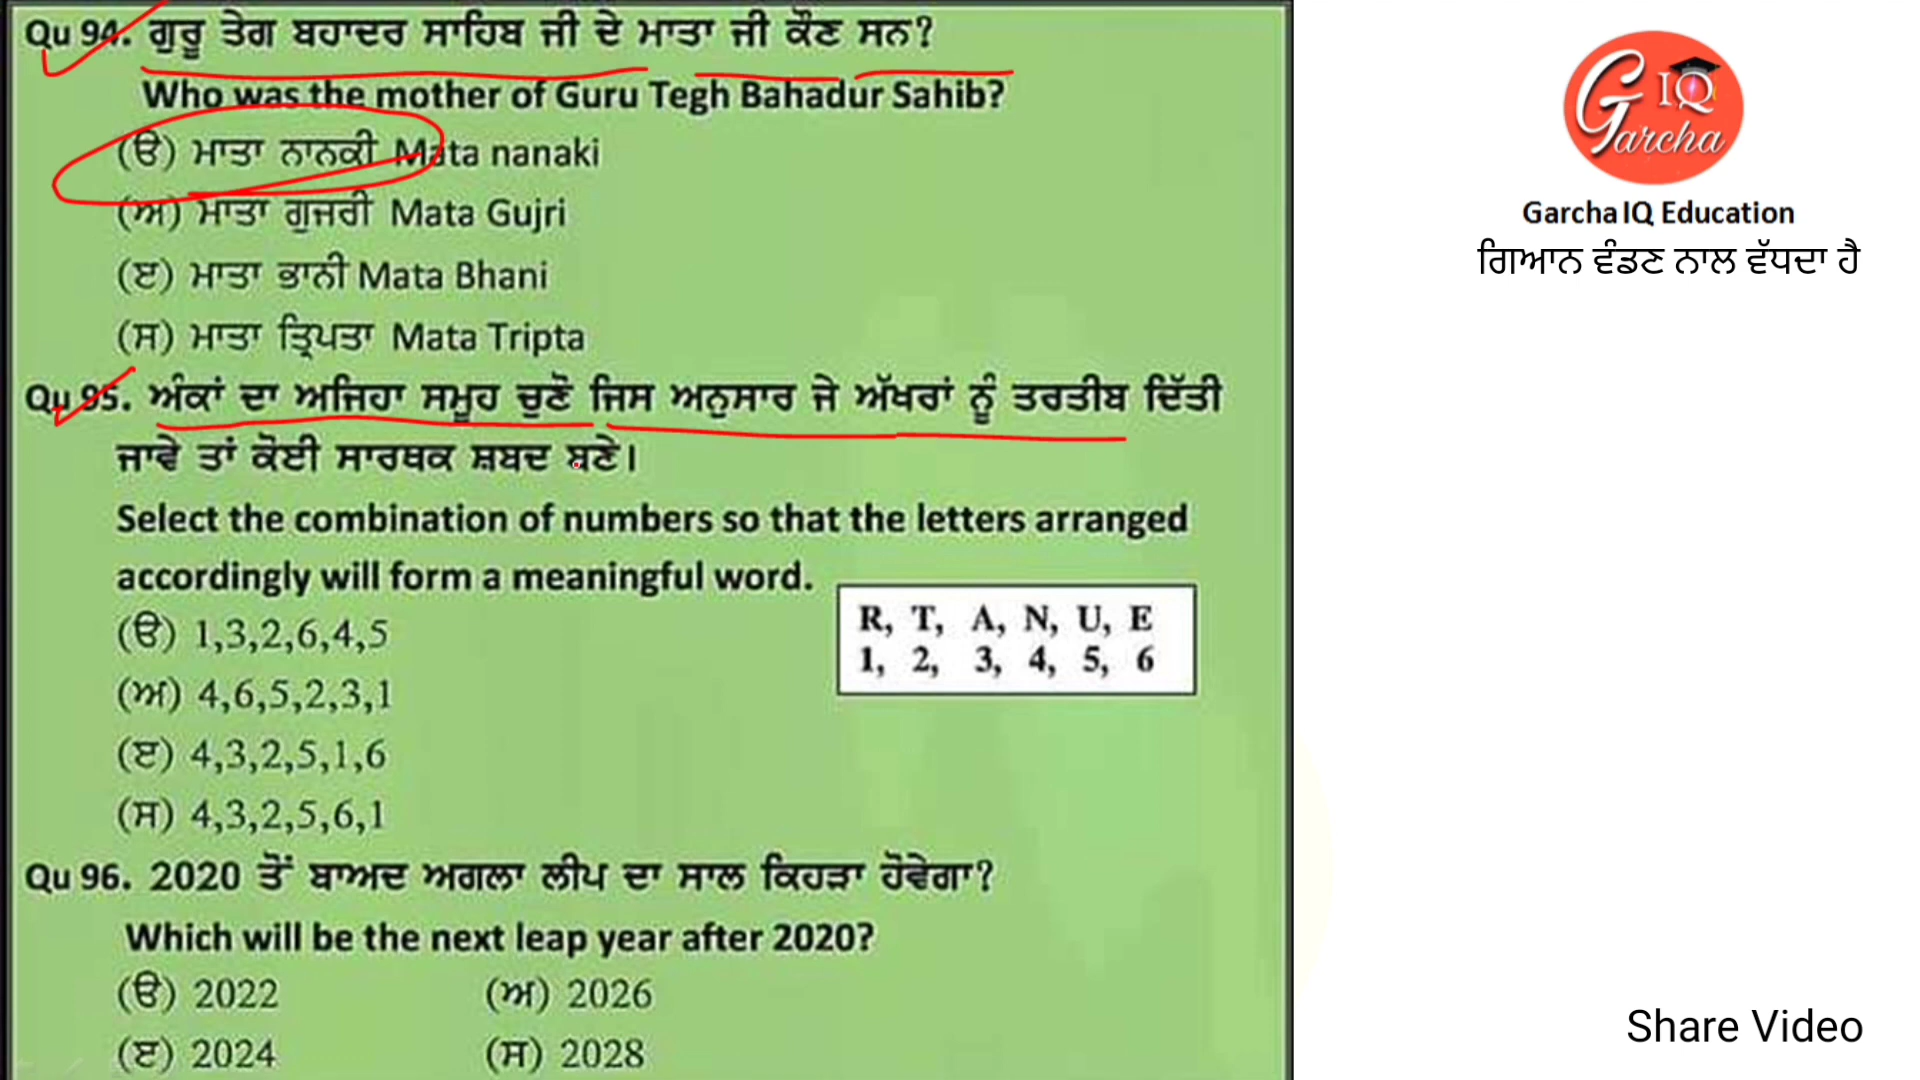 Qu 94. ਗੁਰੂ ਤੇਗ ਬਹਾਦਰ ਸਾਹਿਬ ਜੀ ਦੇ ਮਾਤਾ ਜੀ ਕੌਣ ਸਨ?
Who was the mother of Guru Tegh Bahadur Sahib?
(ੳ) ਮਾਤਾ ਨਾਨਕੀ Mata nanaki
(ਅ) ਮਾਤਾ ਗੁਜਰੀ Mata Gujri
(ੲ) ਮਾਤਾ ਭਾਨੀ Mata Bhani
(ਸ) ਮਾਤਾ ਤ੍ਰਿਪਤਾ Mata Tripta
Qu 95. ਅੰਕਾਂ ਦਾ ਅਜਿਹਾ ਸਮੂਹ ਚੁਣੋ ਜਿਸ ਅਨੁਸਾਰ ਜੇ ਅੱਖਰਾਂ ਨੂੰ ਤਰਤੀਬ ਦਿੱਤੀ
ਜਾਵੇ ਤਾਂ ਕੋਈ ਸਾਰਥਕ ਸ਼ਬਦ ਬਣੇ।
Select the combination of numbers so that the letters arranged
accordingly will form a meaningful word.
R, T, A, N, U, E
1, 2, 3, 4, 5, 6
(ੳ) 1,3,2,6,4,5
(ਅ) 4,6,5,2,3,1
(ੲ) 4,3,2,5,1,6
(ਸ) 4,3,2,5,6,1
Qu 96. 2020 ਤੋਂ ਬਾਅਦ ਅਗਲਾ ਲੀਪ ਦਾ ਸਾਲ ਕਿਹੜਾ ਹੋਵੇਗਾ?
Which will be the next leap year after 2020?
(ੳ) 2022 (ਅ) 2026
(ੲ) 2024 (ਸ) 2028
IQ
Garcha
Garcha IQ Education
ਗਿਆਨ ਵੰਡਣ ਨਾਲ ਵੱਧਦਾ ਹੈ
Share Video